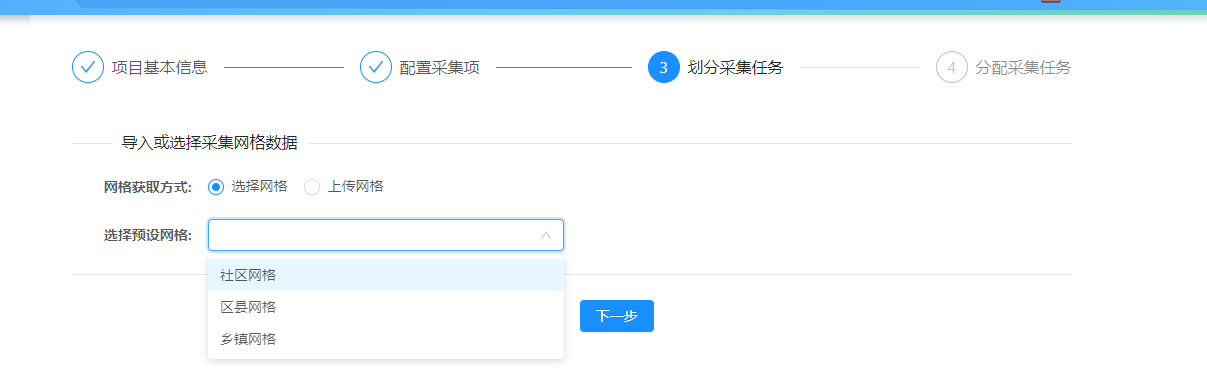 项目基本信息 配置采集项 3 划分采集任务 4 分配采集任务
导入或选择采集网格数据
网格获取方式: 选择网格 上传网格
选择预设网格:
社区网格
区县网格
乡镇网格
下一步